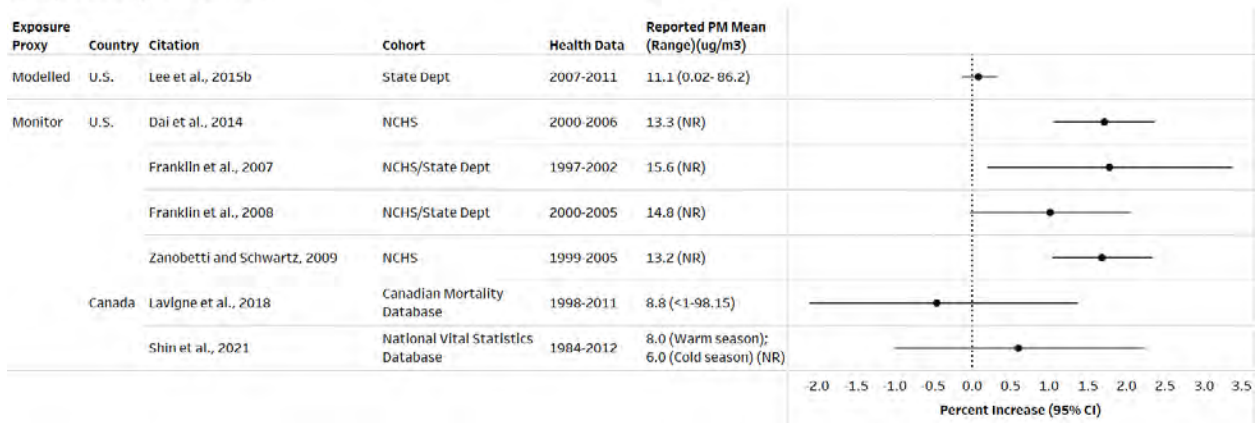 Exposure Proxy Country Citation Cohort Health Data Reported PM Mean (Range)(ug/m3)
Modelled U.S. Lee et al., 2015b State Dept 2007-2011 11.1 (0.02- 86.2)
Monitor U.S. Dai et al., 2014 NCHS 2000-2006 13.3 (NR)
Franklin et al., 2007 NCHS/State Dept 1997-2002 15.6 (NR)
Franklin et al., 2008 NCHS/State Dept 2000-2005 14.8 (NR)
Zanobetti and Schwartz, 2009 NCHS 1999-2005 13.2 (NR)
Canada Lavigne et al., 2018 Canadian Mortality Database 1998-2011 8.8 (<1-98.15)
Shin et al., 2021 National Vital Statistics Database 1984-2012 8.0 (Warm season); 6.0 (Cold season) (NR)
-2.0 -1.5 -1.0 -0.5 0.0 0.5 1.0 1.5 2.0 2.5 3.0 3.5
Percent Increase (95% CI)